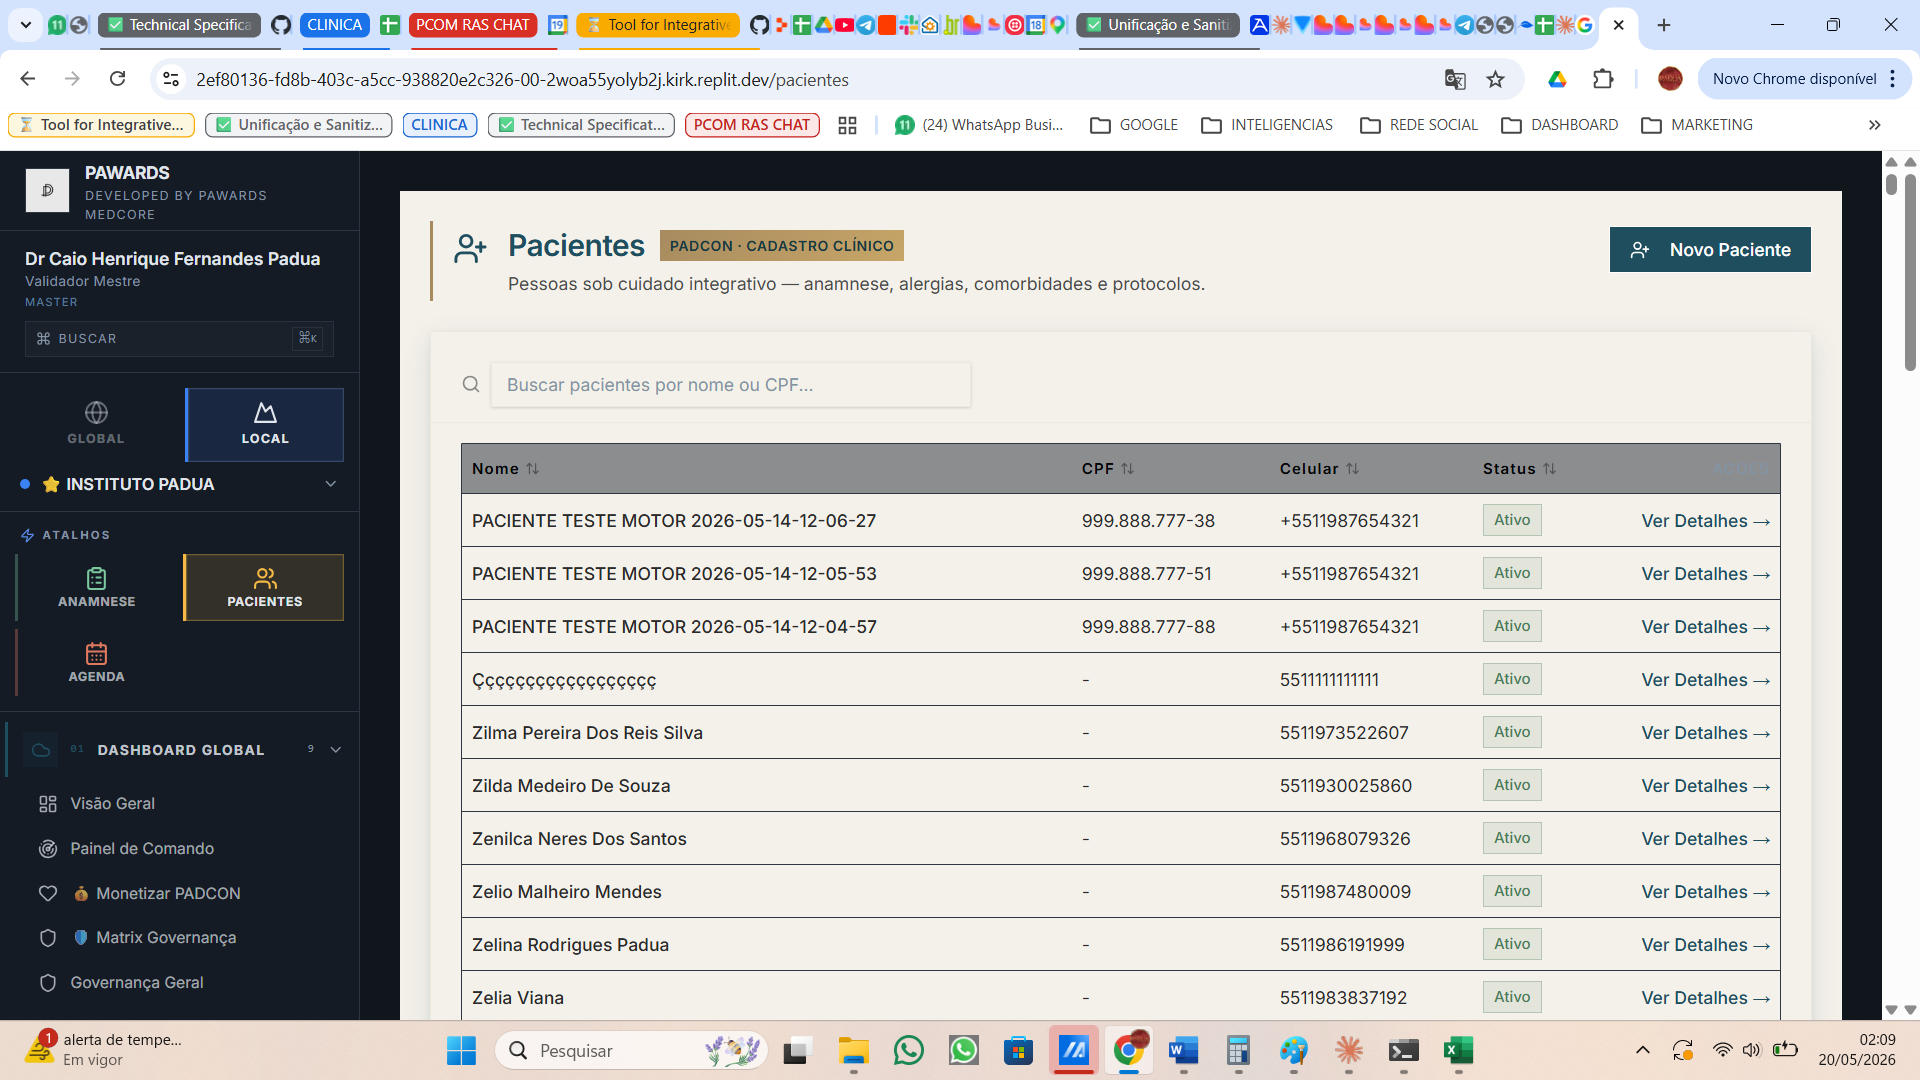 11
Technical Specifica
CLINICA
PCOM RAS CHAT
19
Tool for Integrative
18
Unificação e Saniti
2ef80136-fd8b-403c-a5cc-938820e2c326-00-2woa55yolyb2j.kirk.replit.dev/pacientes
Novo Chrome disponível
Tool for Integrative...
Unificação e Sanitiz...
CLINICA
Technical Specificat...
PCOM RAS CHAT
(24) WhatsApp Busi...
GOOGLE
INTELIGENCIAS
REDE SOCIAL
DASHBOARD
MARKETING
PAWARDS
DEVELOPED BY PAWARDS
MEDCORE
Dr Caio Henrique Fernandes Padua
Validador Mestre
MASTER
⌘ BUSCAR ⌘K
GLOBAL
LOCAL
⭐ INSTITUTO PADUA
ATALHOS
ANAMNESE
PACIENTES
AGENDA
01 DASHBOARD GLOBAL 9
Visão Geral
Painel de Comando
💰 Monetizar PADCON
🛡️ Matrix Governança
Governança Geral
Pacientes
PADCON · CADASTRO CLÍNICO
Pessoas sob cuidado integrativo — anamnese, alergias, comorbidades e protocolos.
Novo Paciente
Buscar pacientes por nome ou CPF...
Nome CPF Celular Status AÇÕES
PACIENTE TESTE MOTOR 2026-05-14-12-06-27 999.888.777-38 +5511987654321 Ativo Ver Detalhes →
PACIENTE TESTE MOTOR 2026-05-14-12-05-53 999.888.777-51 +5511987654321 Ativo Ver Detalhes →
PACIENTE TESTE MOTOR 2026-05-14-12-04-57 999.888.777-88 +5511987654321 Ativo Ver Detalhes →
Çççççççççççççççççç - 5511111111111 Ativo Ver Detalhes →
Zilma Pereira Dos Reis Silva - 5511973522607 Ativo Ver Detalhes →
Zilda Medeiro De Souza - 5511930025860 Ativo Ver Detalhes →
Zenilca Neres Dos Santos - 5511968079326 Ativo Ver Detalhes →
Zelio Malheiro Mendes - 5511987480009 Ativo Ver Detalhes →
Zelina Rodrigues Padua - 5511986191999 Ativo Ver Detalhes →
Zelia Viana - 5511983837192 Ativo Ver Detalhes →
1
alerta de tempe...
Em vigor
Pesquisar
02:09
20/05/2026